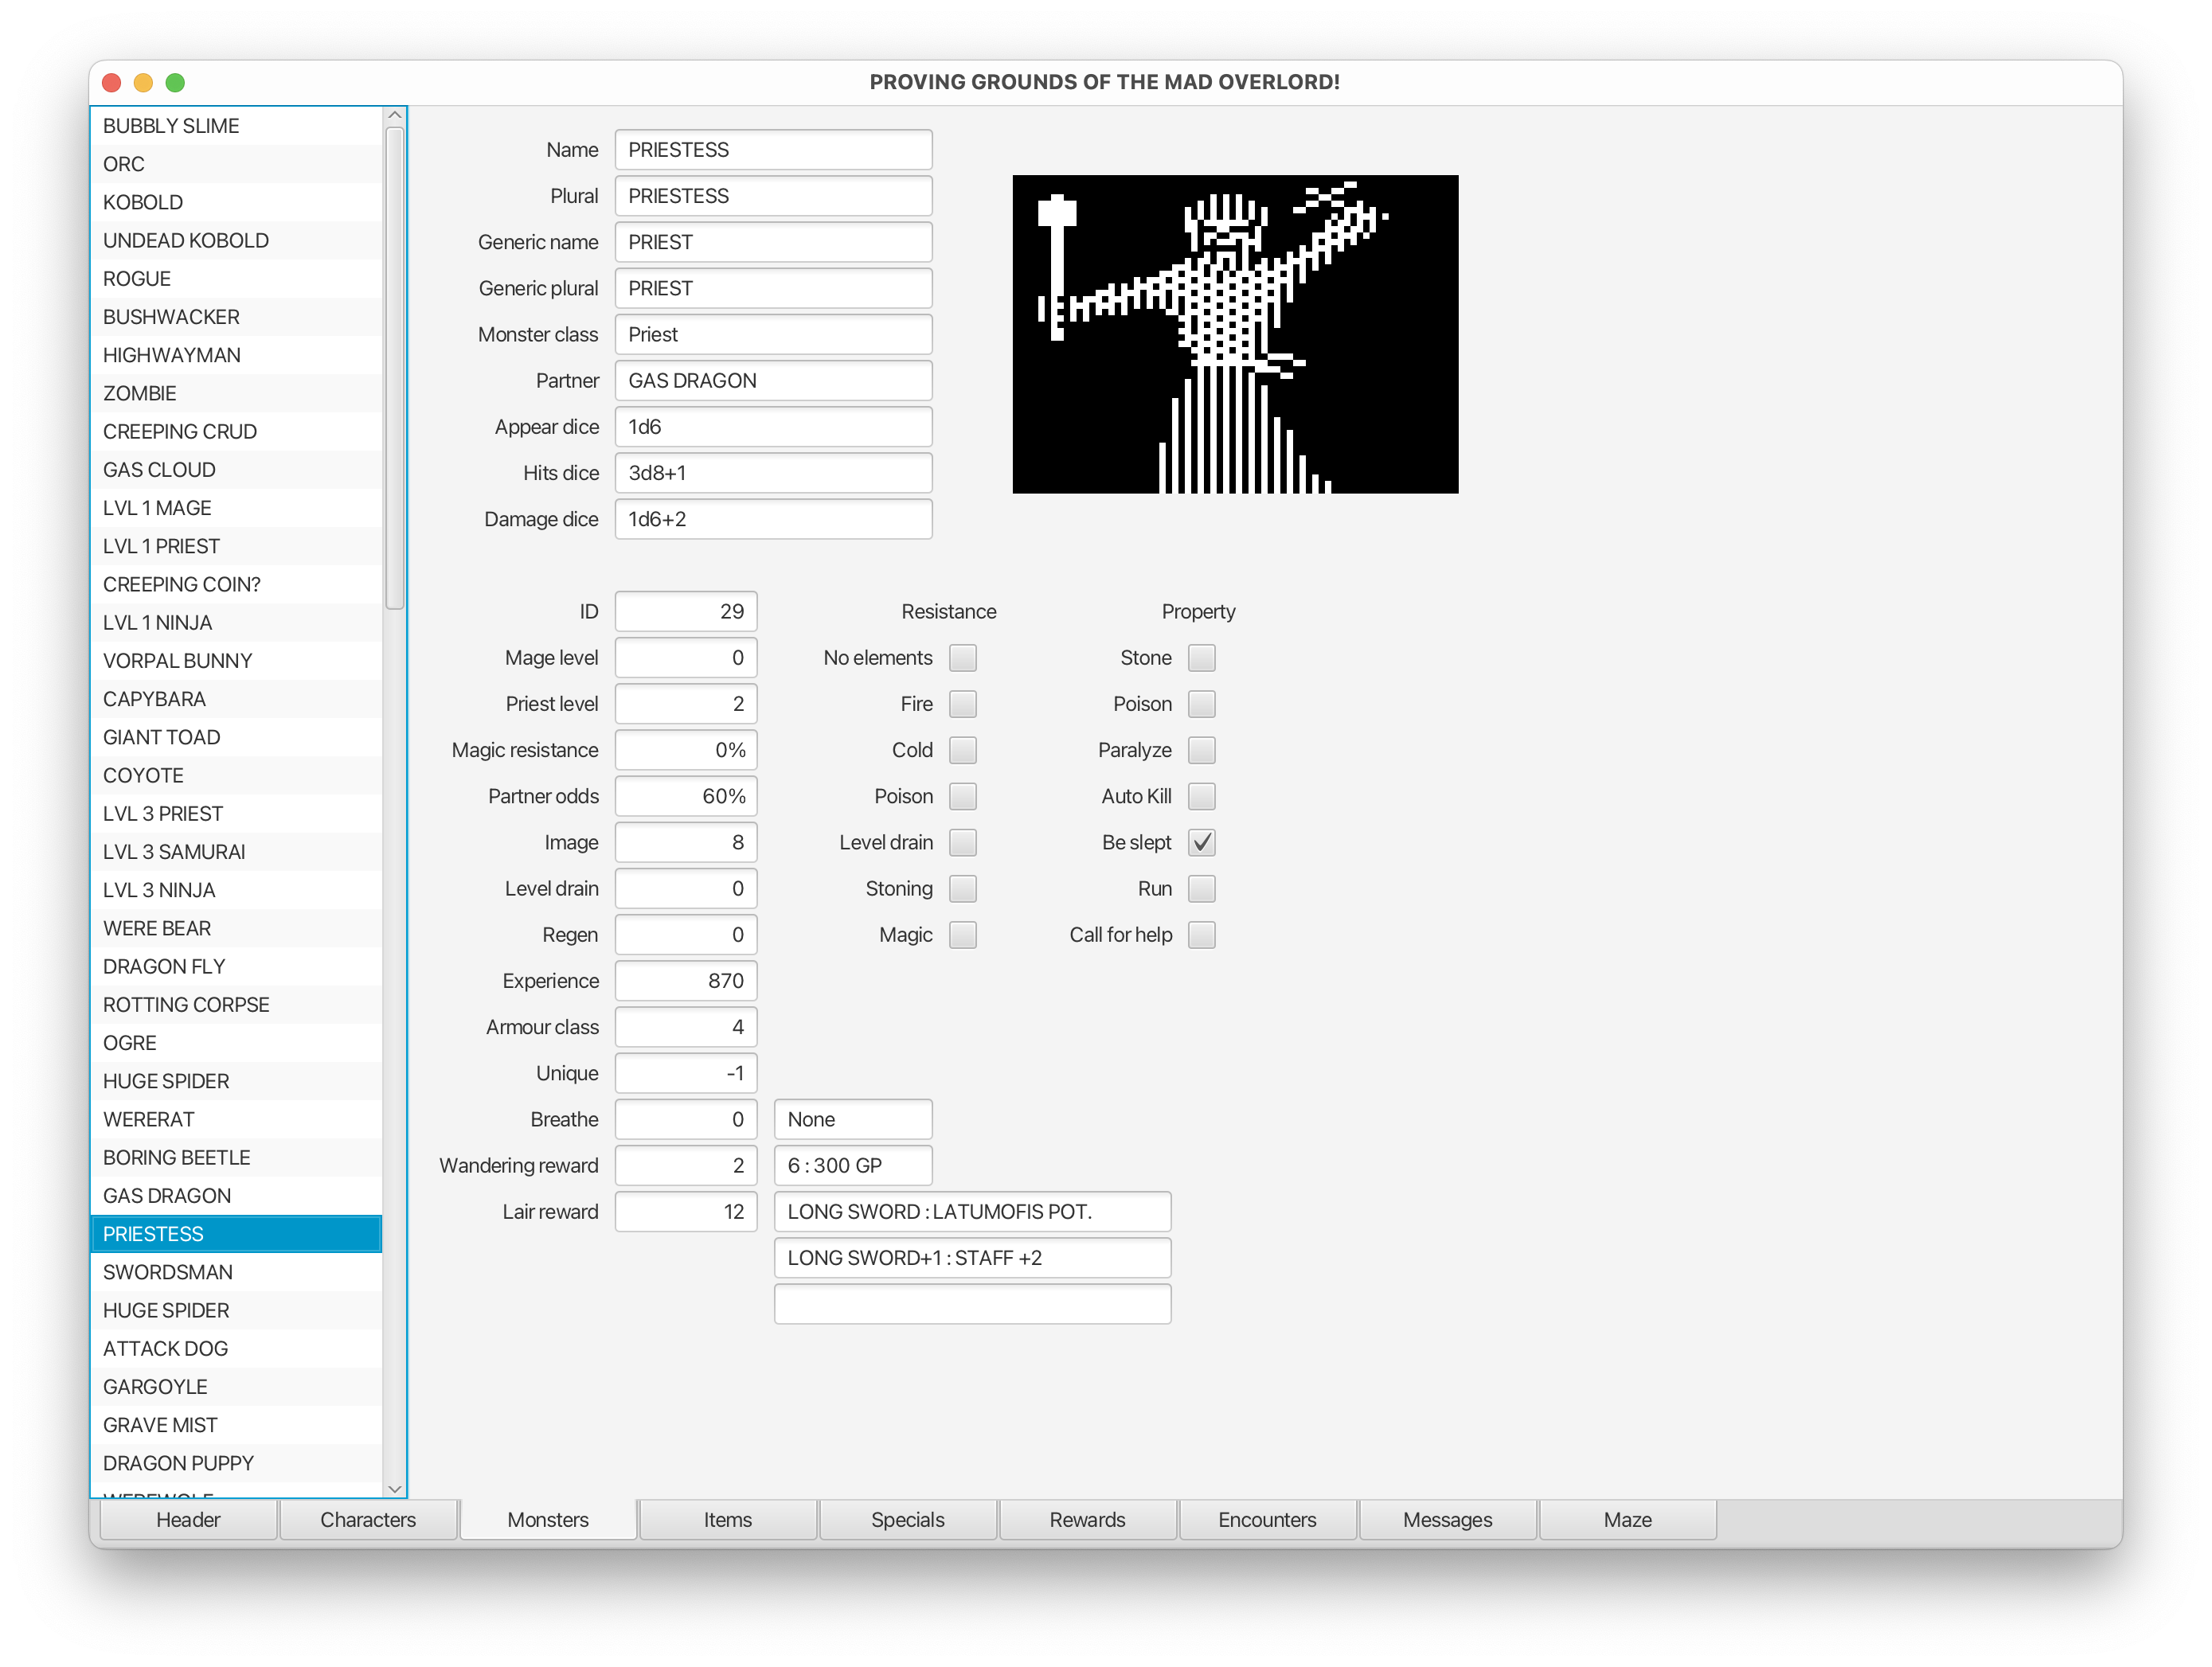 PROVING GROUNDS OF THE MAD OVERLORD!
BUBBLY SLIME
ORC
KOBOLD
UNDEAD KOBOLD
ROGUE
BUSHWACKER
HIGHWAYMAN
ZOMBIE
CREEPING CRUD
GAS CLOUD
LVL 1 MAGE
LVL 1 PRIEST
CREEPING COIN?
LVL 1 NINJA
VORPAL BUNNY
CAPYBARA
GIANT TOAD
COYOTE
LVL 3 PRIEST
LVL 3 SAMURAI
LVL 3 NINJA
WERE BEAR
DRAGON FLY
ROTTING CORPSE
OGRE
HUGE SPIDER
WERERAT
BORING BEETLE
GAS DRAGON
PRIESTESS
SWORDSMAN
HUGE SPIDER
ATTACK DOG
GARGOYLE
GRAVE MIST
DRAGON PUPPY
WEREWOLF
Name PRIESTESS
Plural PRIESTESS
Generic name PRIEST
Generic plural PRIEST
Monster class Priest
Partner GAS DRAGON
Appear dice 1d6
Hits dice 3d8+1
Damage dice 1d6+2
ID 29 Resistance Property
Mage level 0 No elements Stone
Priest level 2 Fire Poison
Magic resistance 0% Cold Paralyze
Partner odds 60% Poison Auto Kill
Image 8 Level drain Be slept
Level drain 0 Stoning Run
Regen 0 Magic Call for help
Experience 870
Armour class 4
Unique -1
Breathe 0 None
Wandering reward 2 6 : 300 GP
Lair reward 12 LONG SWORD : LATUMOFIS POT.
LONG SWORD+1 : STAFF +2
Header Characters Monsters Items Specials Rewards Encounters Messages Maze